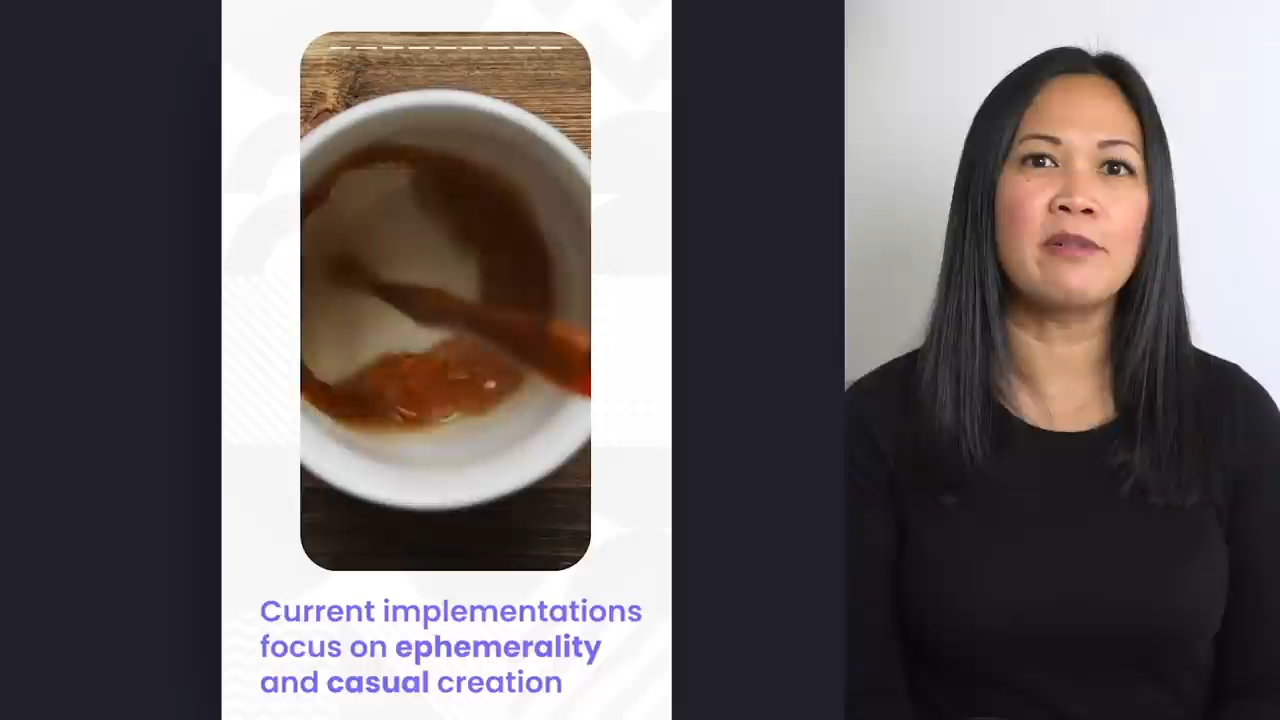 Current implementations
focus on ephemerality
and casual creation